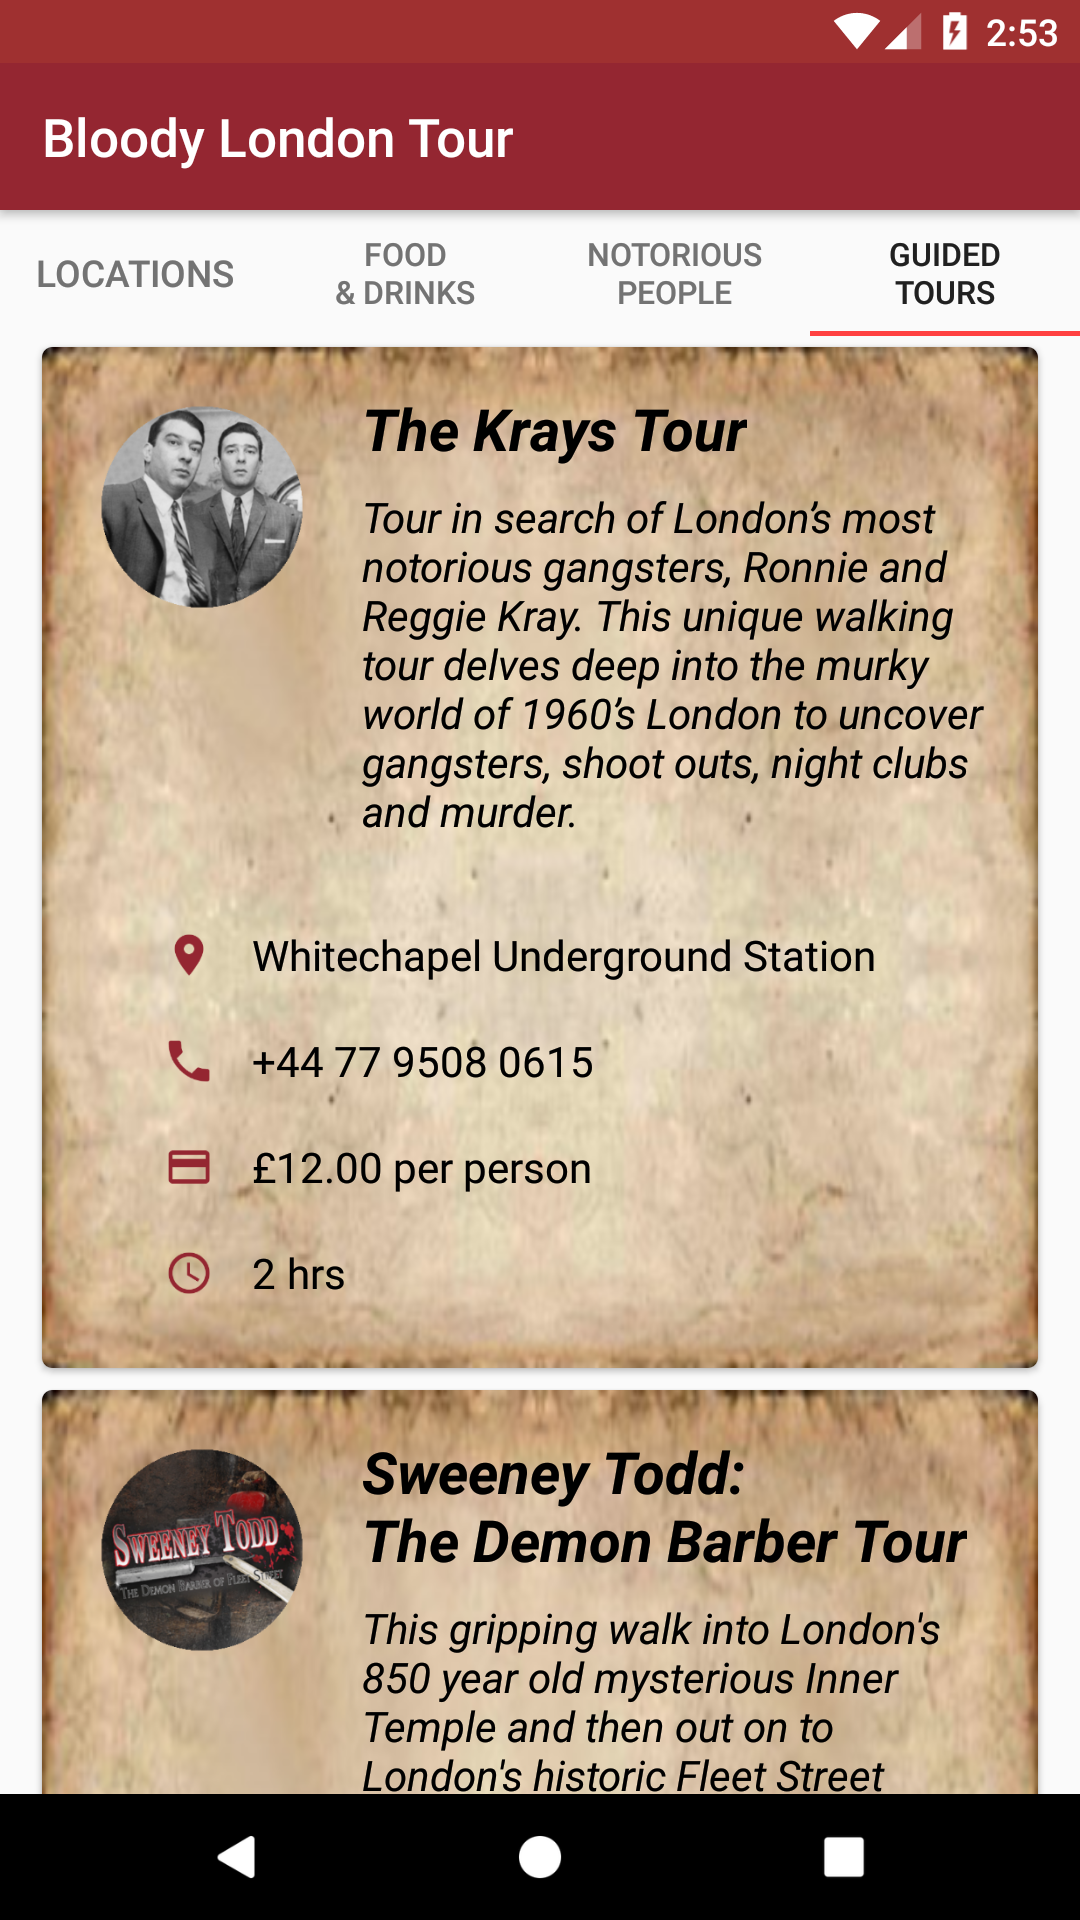 2:53
Bloody London Tour
LOCATIONS
FOOD
& DRINKS
NOTORIOUS
PEOPLE
GUIDED
TOURS
The Krays Tour
Tour in search of London’s most
notorious gangsters, Ronnie and
Reggie Kray. This unique walking
tour delves deep into the murky
world of 1960’s London to uncover
gangsters, shoot outs, night clubs
and murder.
Whitechapel Underground Station
+44 77 9508 0615
£12.00 per person
2 hrs
SWEENEY TODD
THE DEMON BARBER OF FLEET STREET
Sweeney Todd:
The Demon Barber Tour
This gripping walk into London's
850 year old mysterious Inner
Temple and then out on to
London's historic Fleet Street